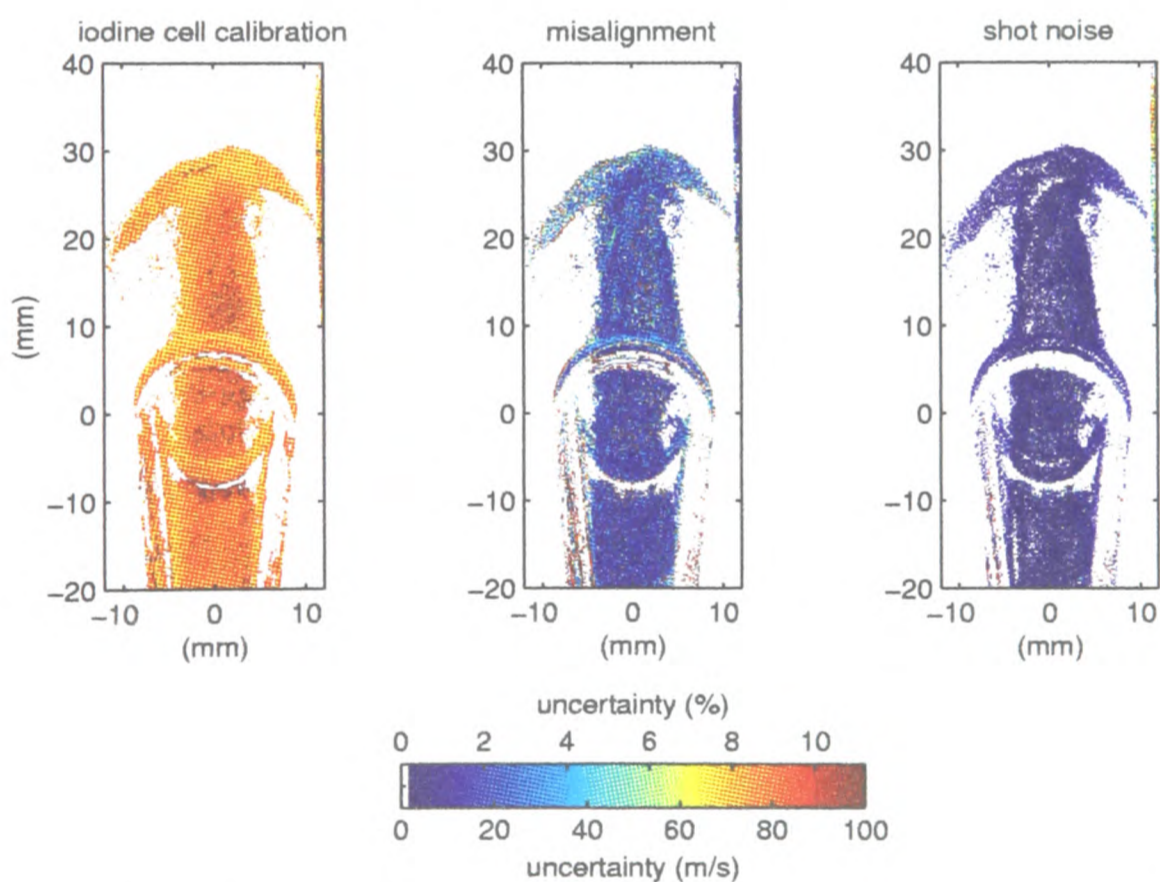 iodine cell calibration misalignment shot noise
40 40 40
30 30 30
20 20 20
10 10 10
0 0 0
−10 −10 −10
−20 −20 −20
(mm)
−10 0 10 −10 0 10 −10 0 10
(mm) (mm) (mm)
uncertainty (%)
0 2 4 6 8 10
0 20 40 60 80 100
uncertainty (m/s)